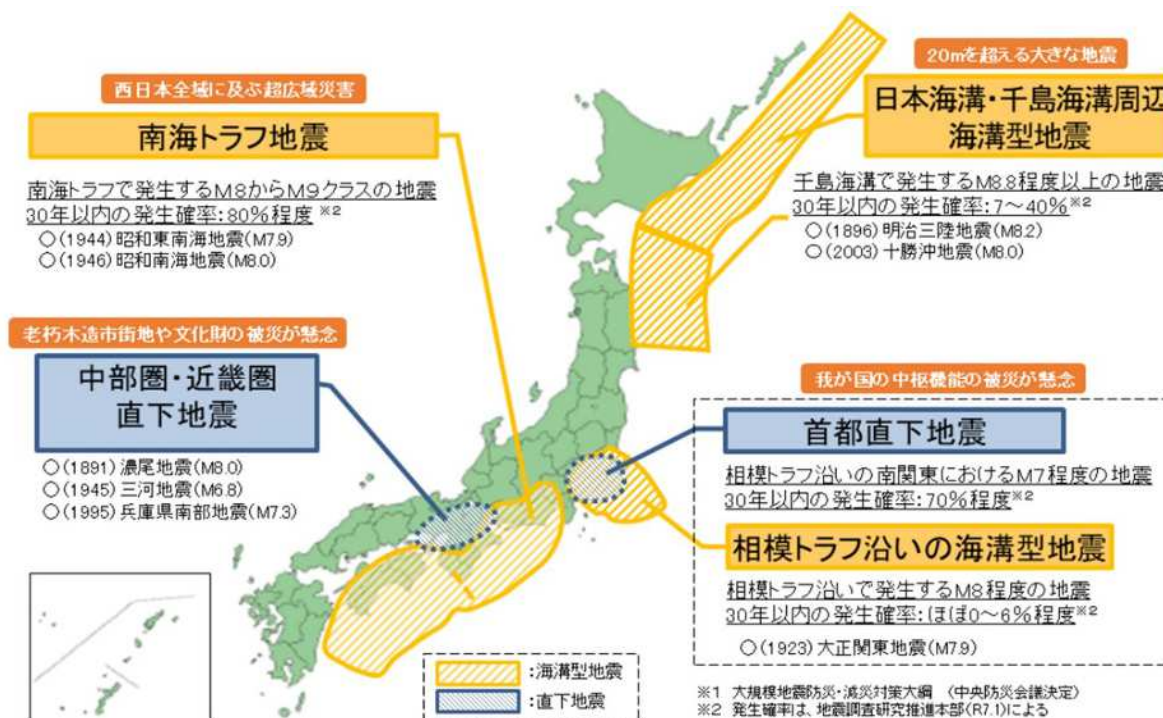 西日本全域に及ぶ超広域災害
南海トラフ地震
南海トラフで発生するM8からM9クラスの地震
30年以内の発生確率:80%程度 ※2
○(1944) 昭和東南海地震(M7.9)
○(1946) 昭和南海地震(M8.0)
老朽木造市街地や文化財の被災が懸念
中部圏・近畿圏
直下地震
○(1891) 濃尾地震(M8.0)
○(1945) 三河地震(M6.8)
○(1995) 兵庫県南部地震(M7.3)
20mを超える大きな地震
日本海溝・千島海溝周辺
海溝型地震
千島海溝で発生するM8.8程度以上の地震
30年以内の発生確率:7~40%※2
○(1896) 明治三陸地震(M8.2)
○(2003) 十勝沖地震(M8.0)
我が国の中枢機能の被災が懸念
首都直下地震
相模トラフ沿いの南関東におけるM7程度の地震
30年以内の発生確率:70%程度※2
相模トラフ沿いの海溝型地震
相模トラフ沿いで発生するM8程度の地震
30年以内の発生確率:ほぼ0~6%程度※2
○(1923) 大正関東地震(M7.9)
:海溝型地震
:直下地震
※1 大規模地震防災・減災対策大綱 (中央防災会議決定)
※2 発生確率は、地震調査研究推進本部(R7.1)による